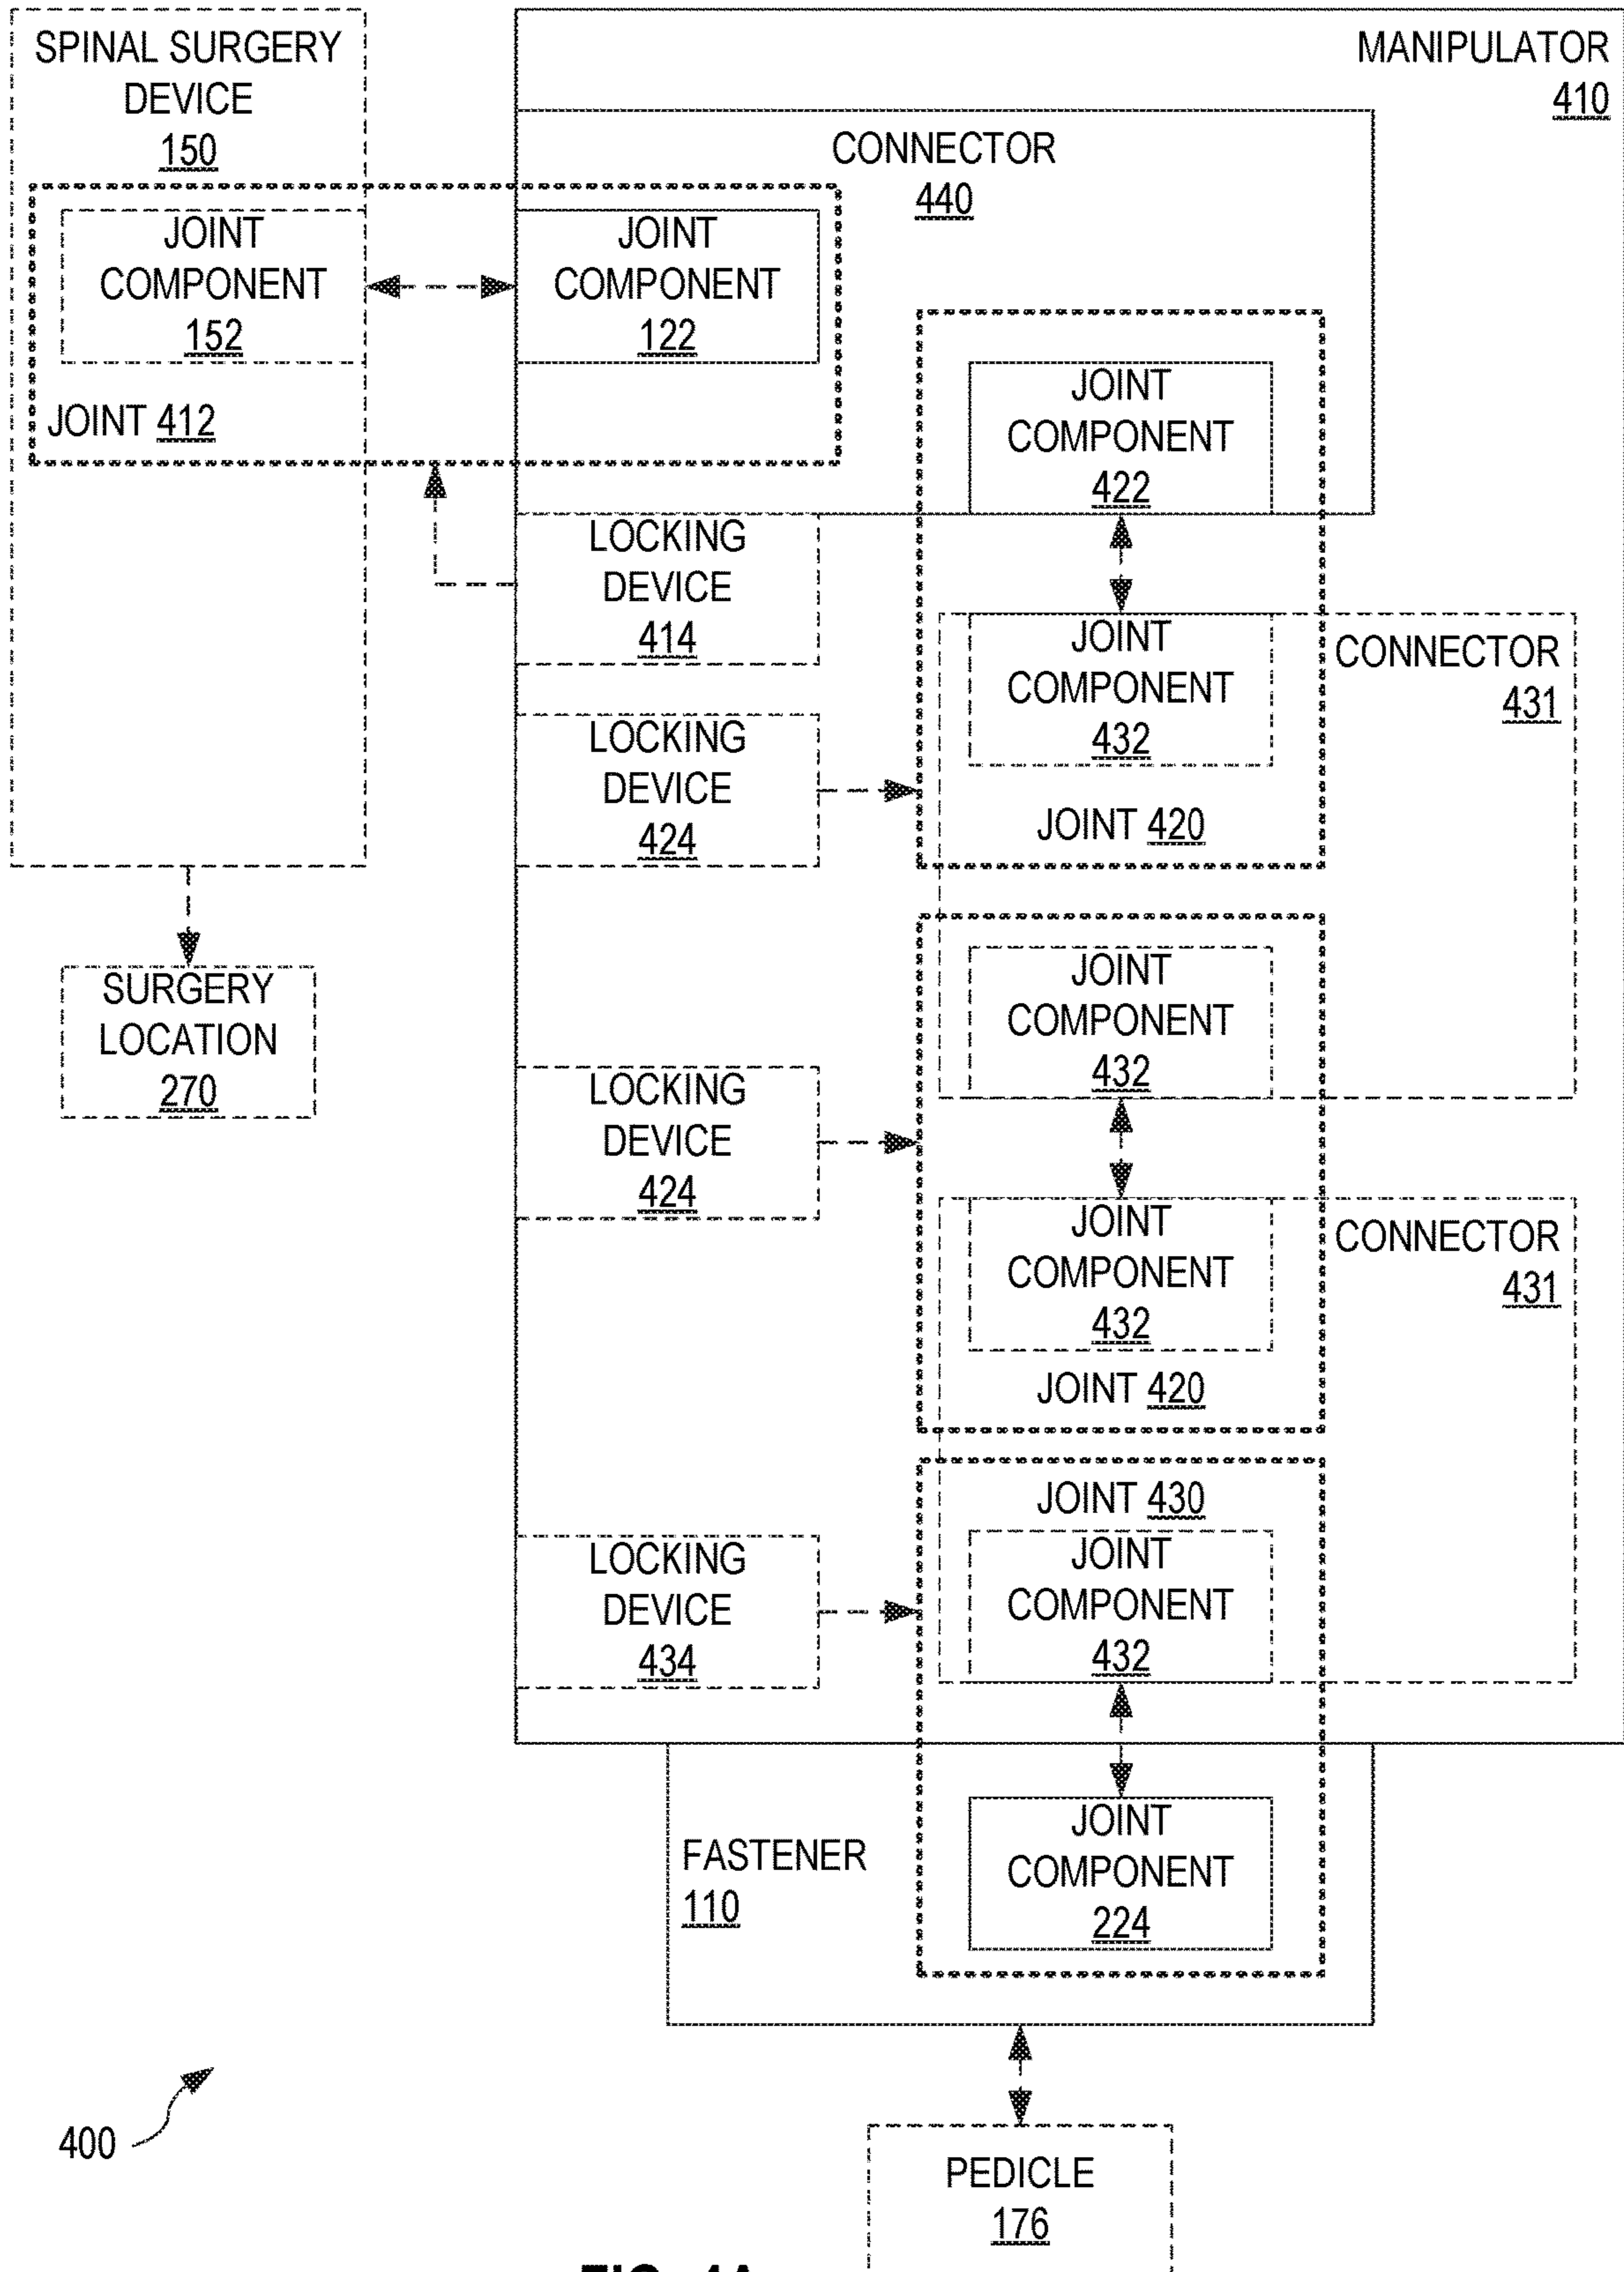 SPINAL SURGERY
DEVICE
150
MANIPULATOR
410
CONNECTOR
440
JOINT
COMPONENT
152
JOINT
COMPONENT
122
JOINT 412
JOINT
COMPONENT
422
LOCKING
DEVICE
414
JOINT
COMPONENT
432
CONNECTOR
431
LOCKING
DEVICE
424
JOINT 420
SURGERY
LOCATION
270
JOINT
COMPONENT
432
LOCKING
DEVICE
424
JOINT
COMPONENT
432
CONNECTOR
431
JOINT 420
JOINT 430
LOCKING
DEVICE
434
JOINT
COMPONENT
432
FASTENER
110
JOINT
COMPONENT
224
400
PEDICLE
176